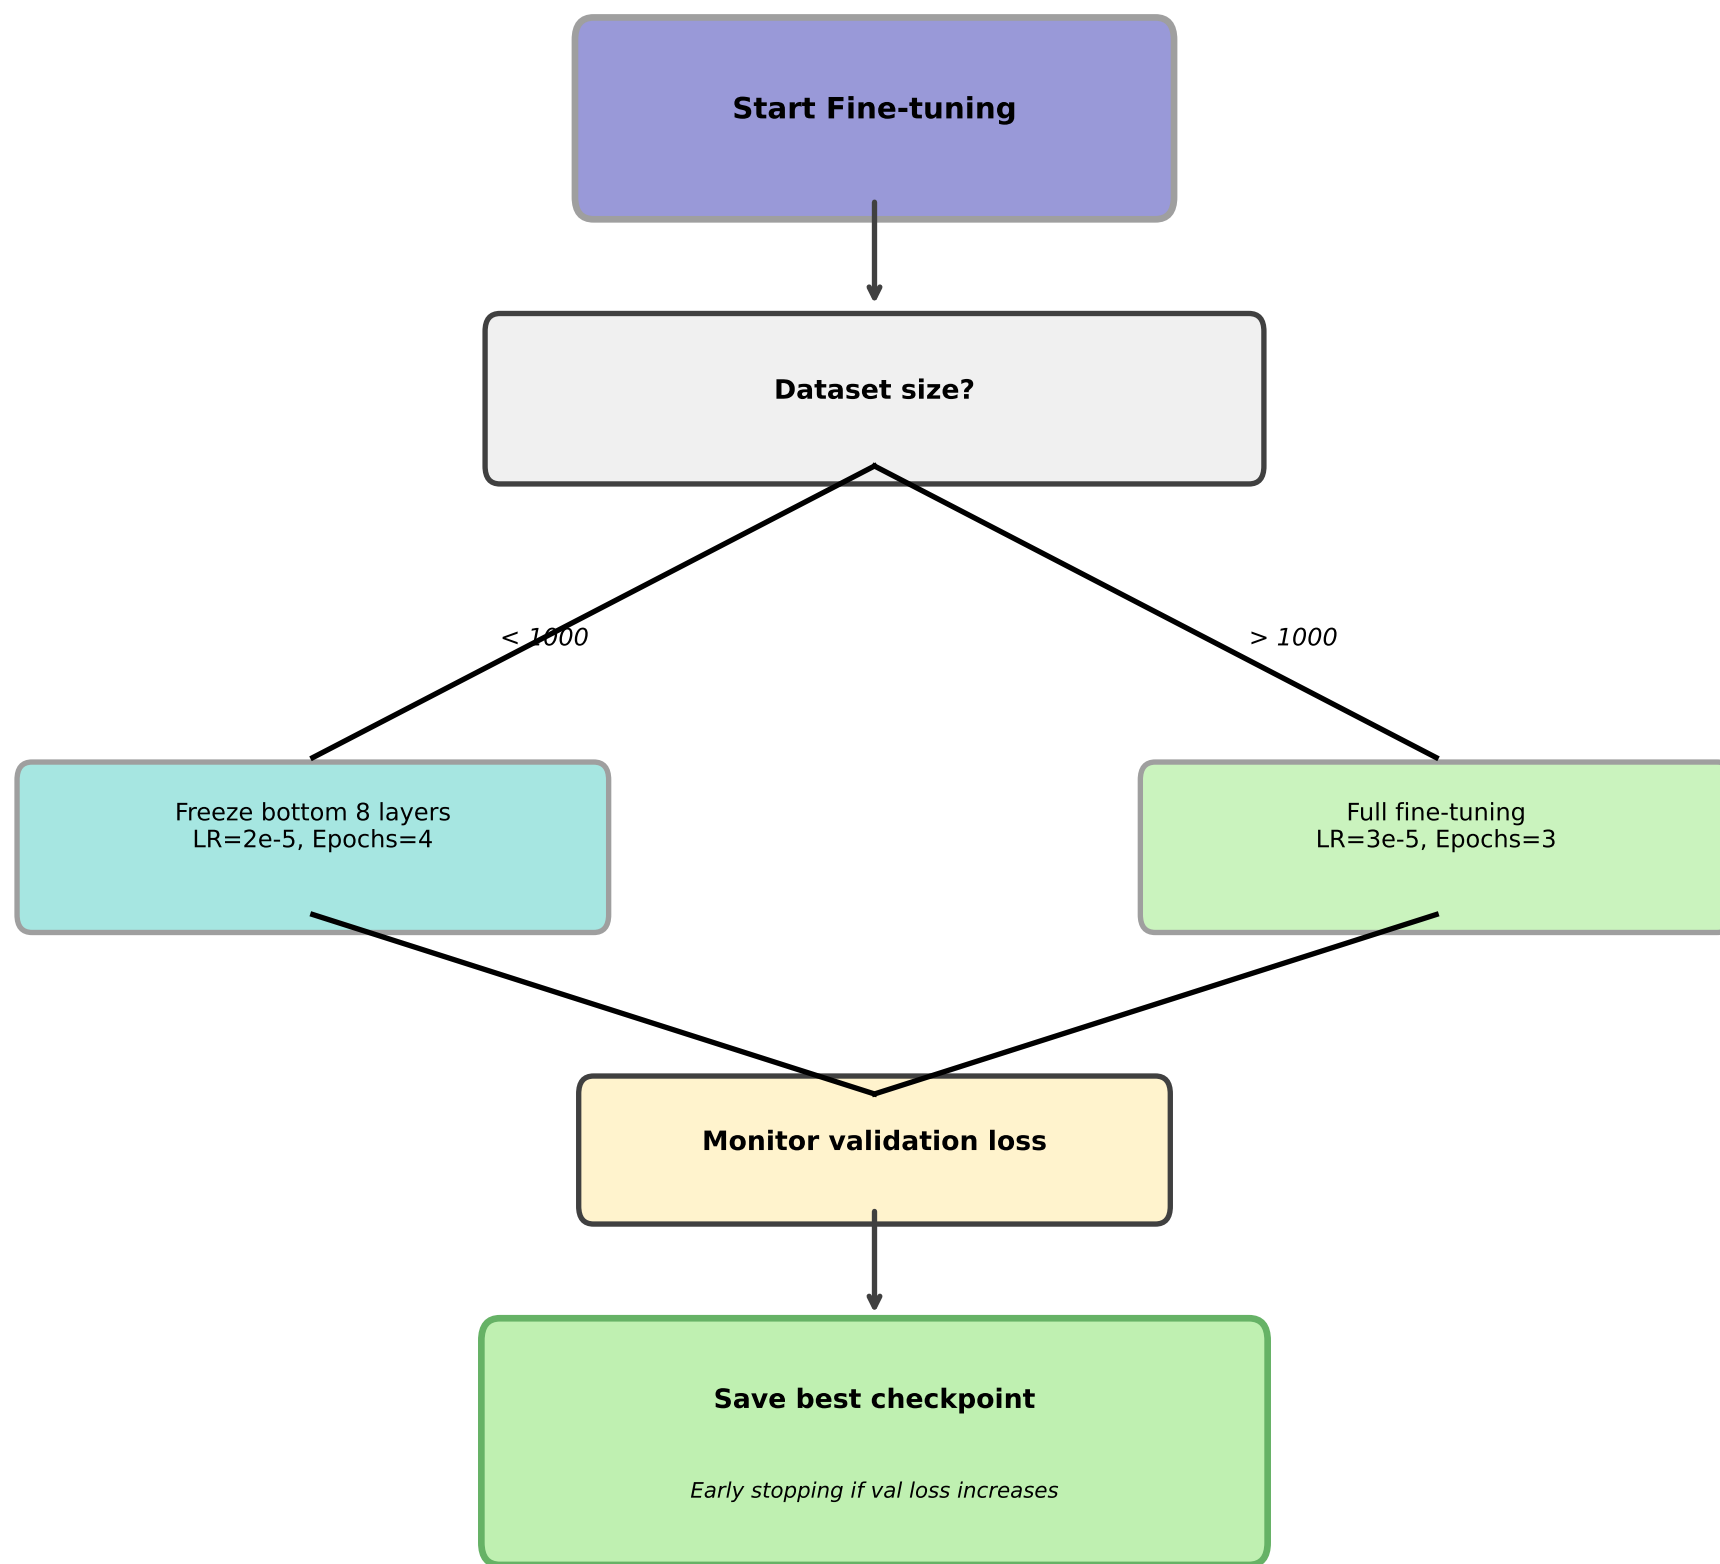 Start Fine-tuning
Dataset size?
< 1000
> 1000
Freeze bottom 8 layers
LR=2e-5, Epochs=4
Full fine-tuning
LR=3e-5, Epochs=3
Monitor validation loss
Save best checkpoint
Early stopping if val loss increases